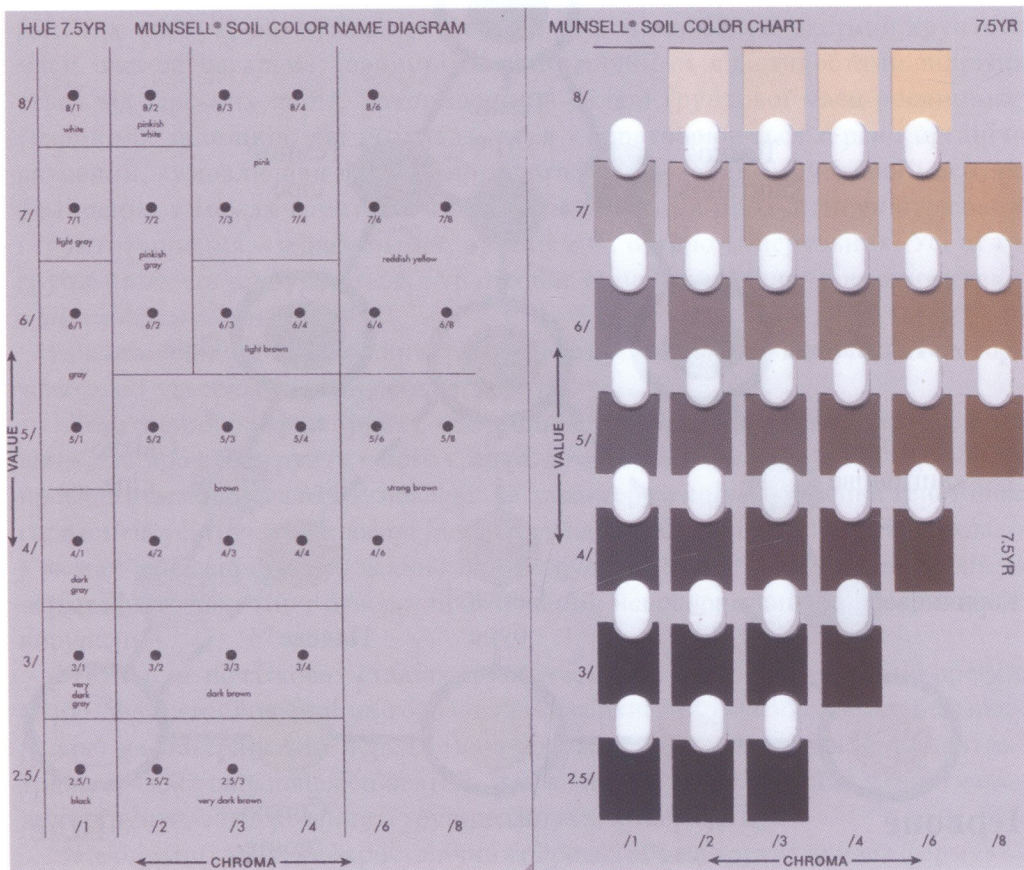 HUE 7.5YR MUNSELL® SOIL COLOR NAME DIAGRAM
8/ 8/1 8/2 8/3 8/4 8/6
white pinkish white
pink
7/ 7/1 7/2 7/3 7/4 7/6 7/8
light gray pinkish gray reddish yellow
6/ 6/1 6/2 6/3 6/4 6/6 6/8
light brown
gray
VALUE
5/ 5/1 5/2 5/3 5/4 5/6 5/8
brown strong brown
4/ 4/1 4/2 4/3 4/4 4/6
dark gray
3/ 3/1 3/2 3/3 3/4
very dark gray dark brown
2.5/ 2.5/1 2.5/2 2.5/3
black very dark brown
/1 /2 /3 /4 /6 /8
CHROMA
MUNSELL® SOIL COLOR CHART 7.5YR
8/
7/
6/
VALUE
5/
4/
7.5YR
3/
2.5/
/1 /2 /3 /4 /6 /8
CHROMA